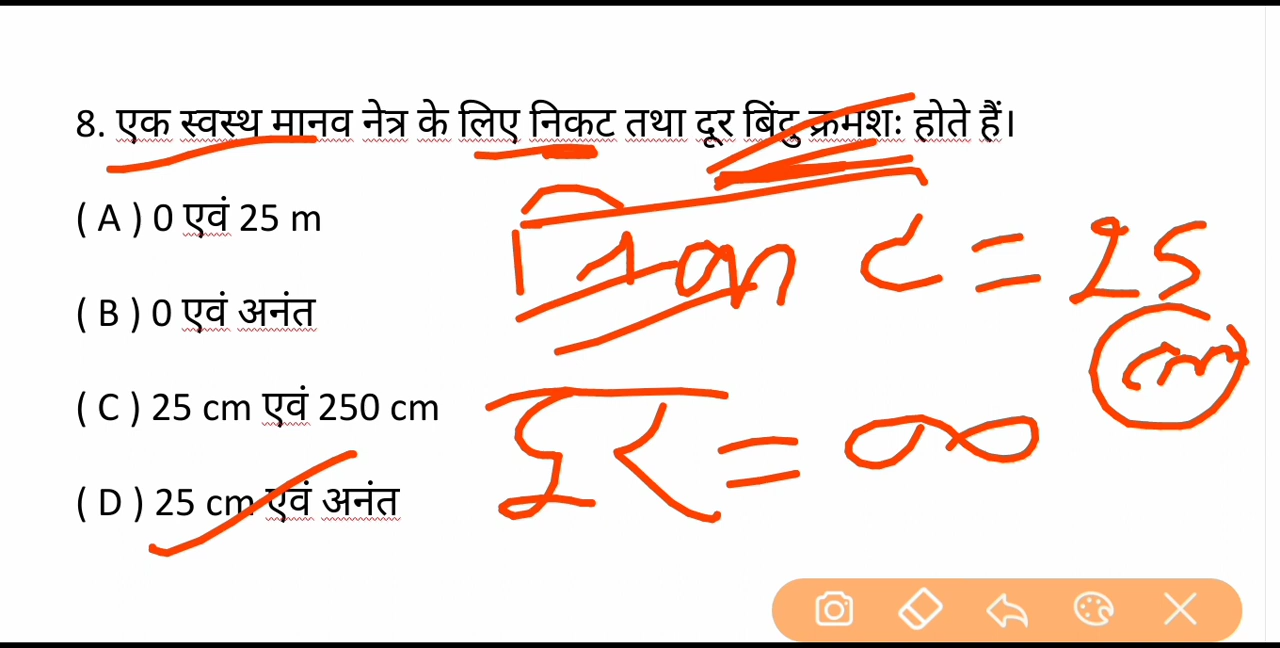 8. एक स्वस्थ मानव नेत्र के लिए निकट तथा दूर बिंदु क्रमशः होते हैं।
( A ) 0 एवं 25 m
( B ) 0 एवं अनंत
( C ) 25 cm एवं 250 cm
( D ) 25 cm एवं अनंत
निकट = 25
cm
दूर = ∞